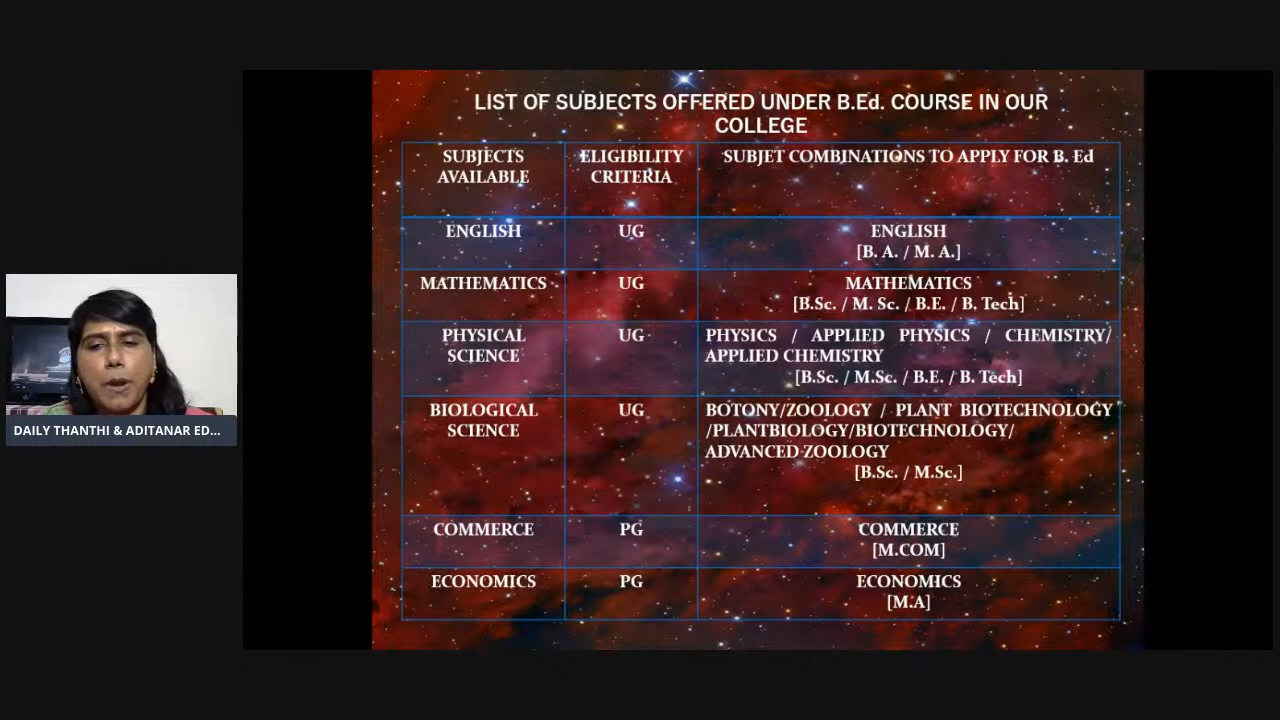 LIST OF SUBJECTS OFFERED UNDER B.Ed. COURSE IN OUR
COLLEGE
SUBJECTS
AVAILABLE
ELIGIBILITY
CRITERIA
SUBJET COMBINATIONS TO APPLY FOR B. Ed
ENGLISH
UG
ENGLISH
[B. A. / M. A.]
MATHEMATICS
UG
MATHEMATICS
[B.Sc. / M. Sc. / B.E. / B. Tech]
PHYSICAL
SCIENCE
UG
PHYSICS / APPLIED PHYSICS / CHEMISTRY/
APPLIED CHEMISTRY
[B.Sc. / M.Sc. / B.E. / B. Tech]
BIOLOGICAL
SCIENCE
UG
BOTONY/ZOOLOGY / PLANT BIOTECHNOLOGY
/PLANTBIOLOGY/BIOTECHNOLOGY/
ADVANCED ZOOLOGY
[B.Sc. / M.Sc.]
COMMERCE
PG
COMMERCE
[M.COM]
ECONOMICS
PG
ECONOMICS
[M.A]
DAILY THANTHI & ADITANAR ED...